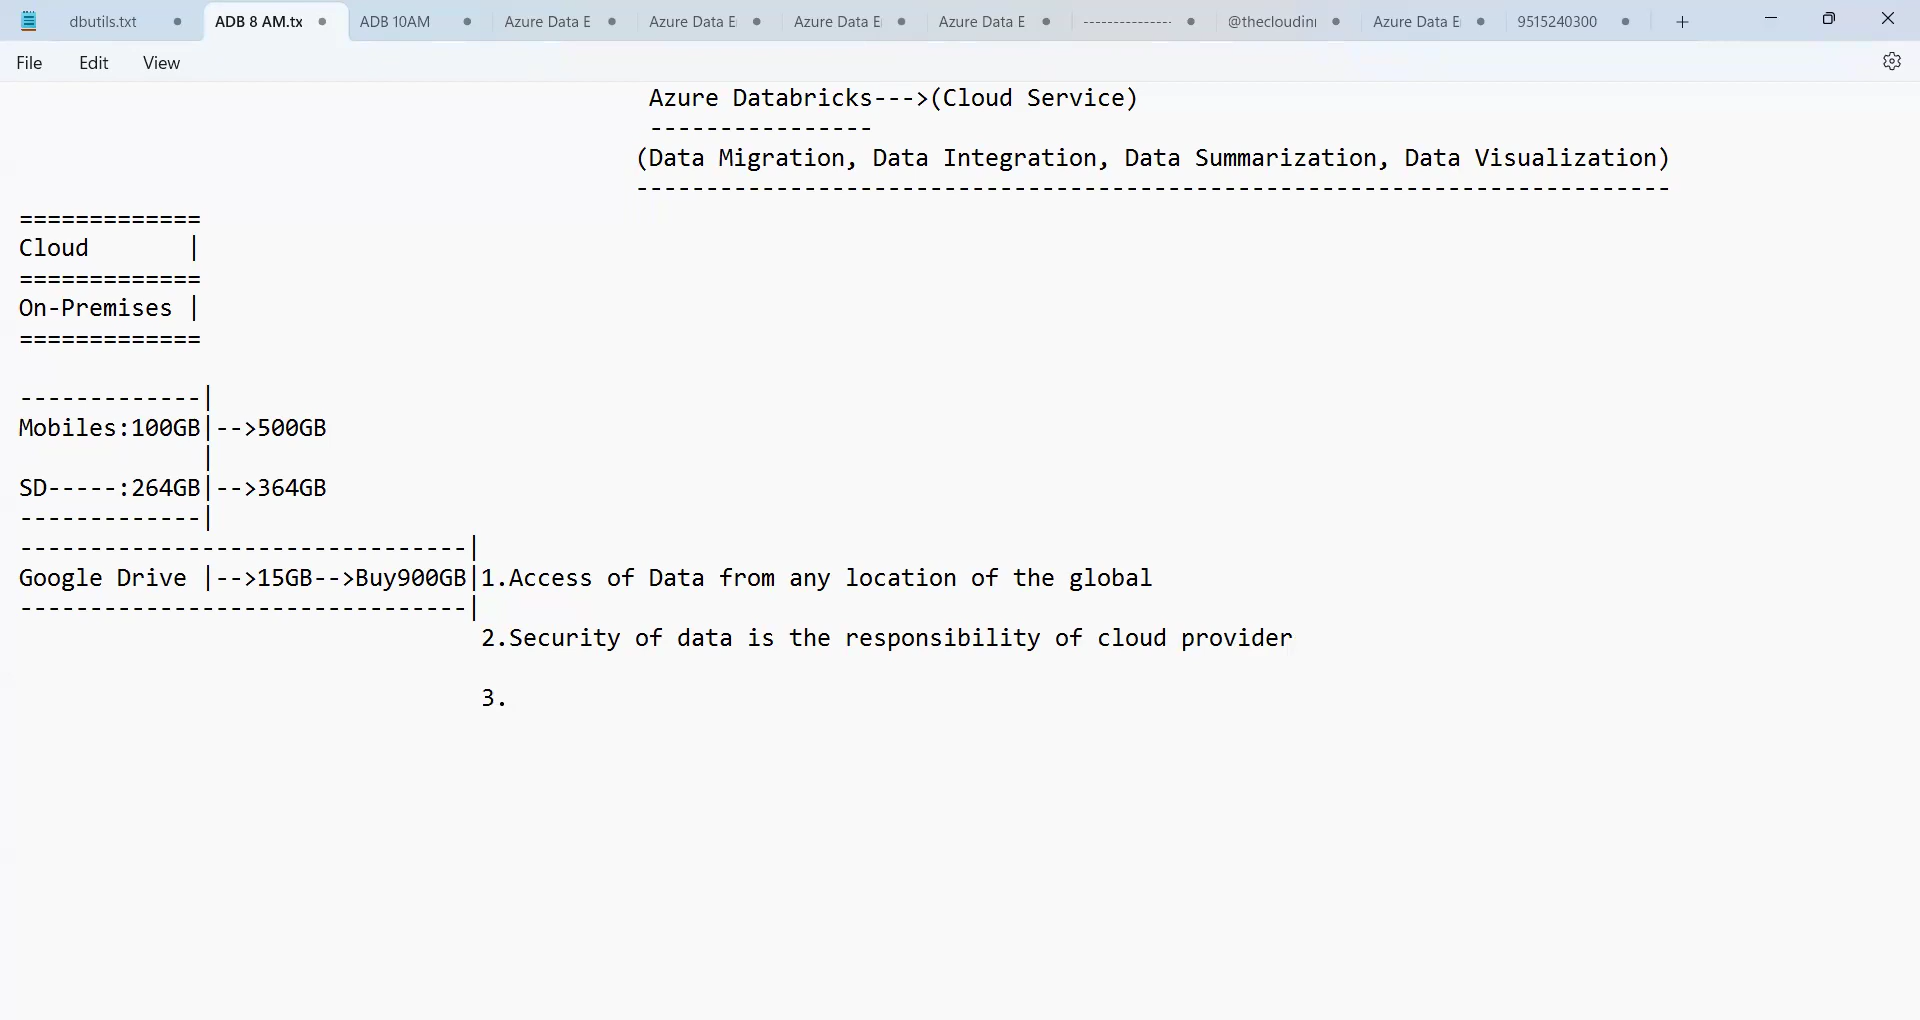 dbutils.txt
ADB 8 AM.tx
ADB 10AM
Azure Data E
Azure Data E
Azure Data E
Azure Data E
---------------
@thecloudin
Azure Data E
9515240300
File Edit View
Azure Databricks--->(Cloud Service)
----------------
(Data Migration, Data Integration, Data Summarization, Data Visualization)
--------------------------------------------------------------------------
=============
Cloud |
=============
On-Premises |
=============
-------------|
Mobiles:100GB|-->500GB
|
SD-----:264GB|-->364GB
-------------|
--------------------------------|
Google Drive |-->15GB-->Buy900GB|1.Access of Data from any location of the global
--------------------------------|
2.Security of data is the responsibility of cloud provider
3.